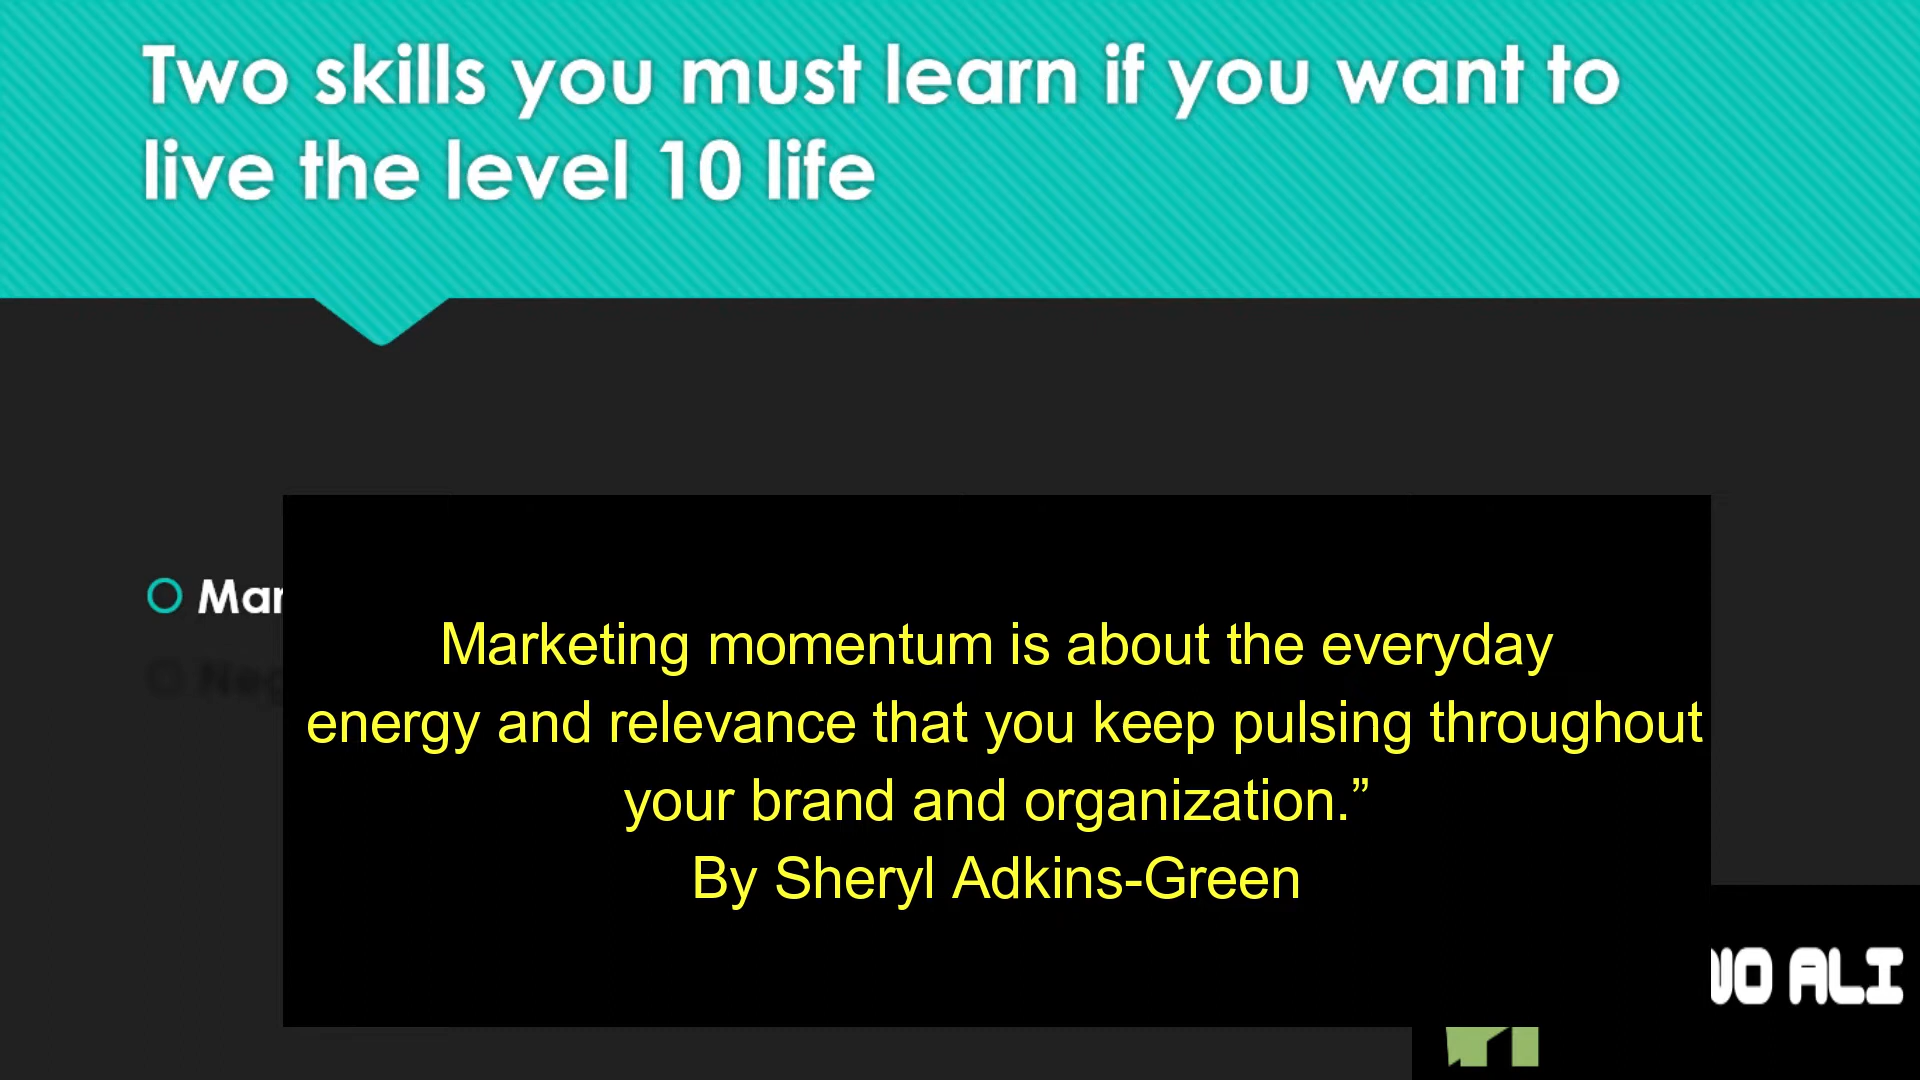 Two skills you must learn if you want to
live the level 10 life
Marketing momentum is about the everyday
energy and relevance that you keep pulsing throughout
your brand and organization.”
By Sheryl Adkins-Green
ALI